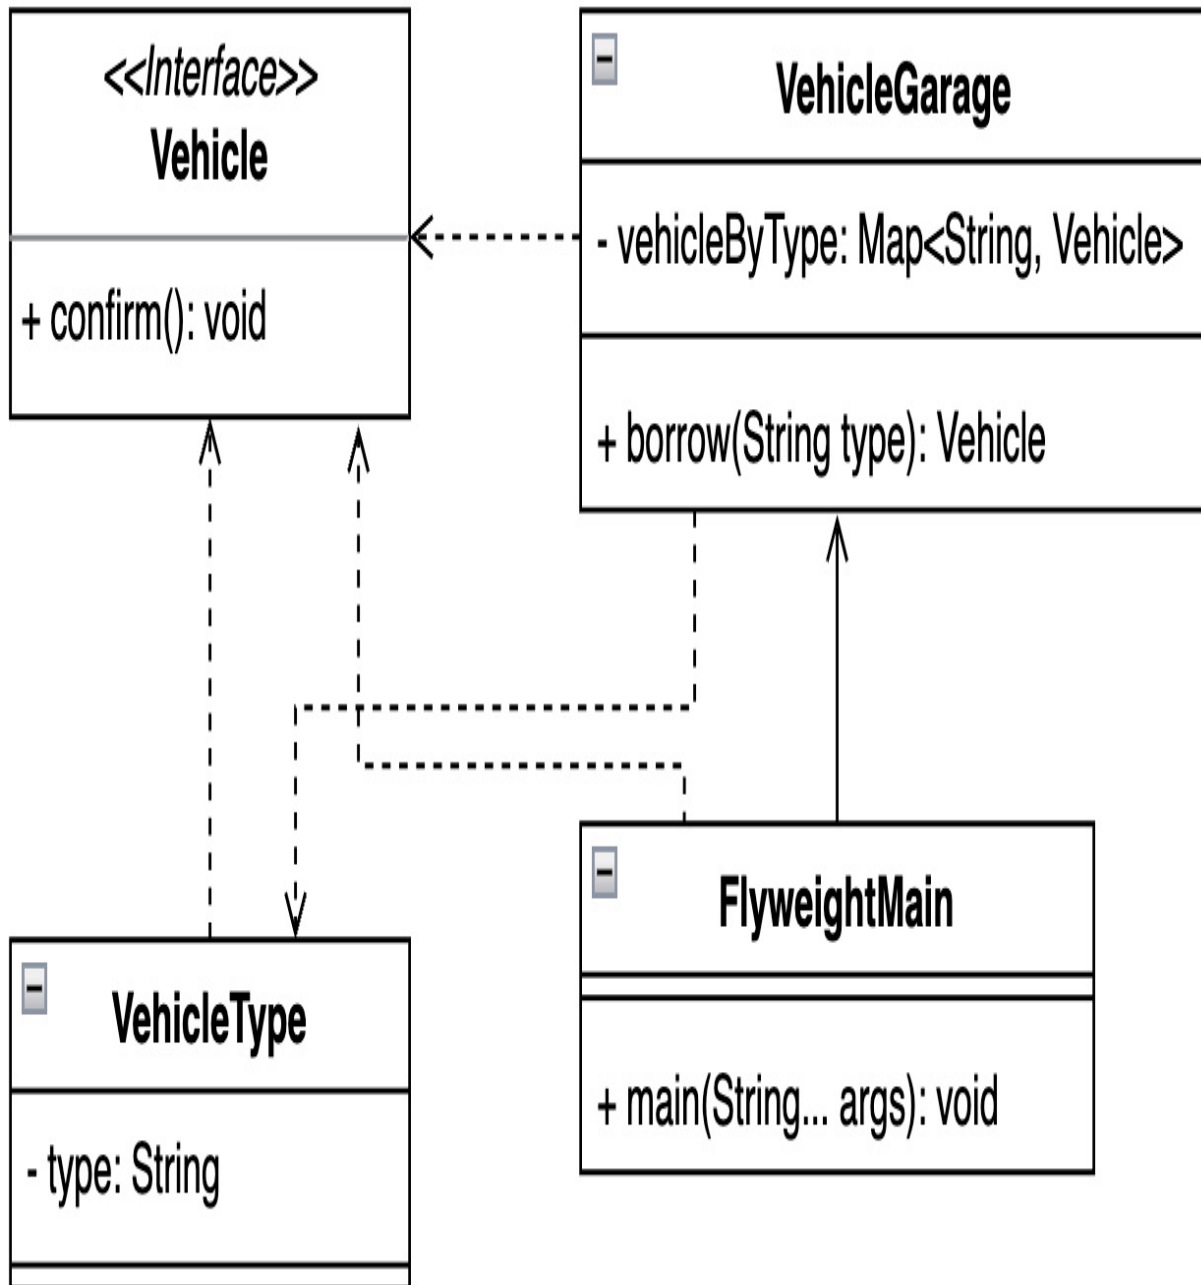 <<Interface>>
Vehicle
+ confirm(): void
VehicleGarage
- vehicleByType: Map<String, Vehicle>
+ borrow(String type): Vehicle
VehicleType
- type: String
FlyweightMain
+ main(String... args): void